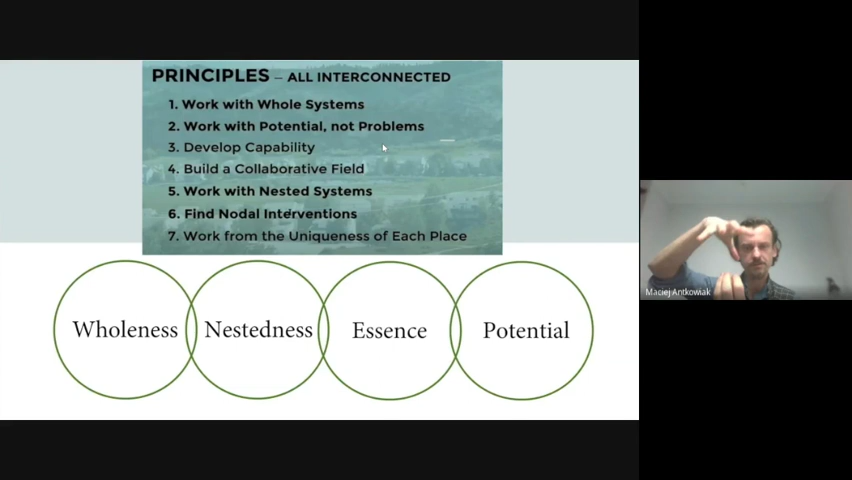 PRINCIPLES – ALL INTERCONNECTED
1. Work with Whole Systems
2. Work with Potential, not Problems
3. Develop Capability
4. Build a Collaborative Field
5. Work with Nested Systems
6. Find Nodal Interventions
7. Work from the Uniqueness of Each Place
Wholeness Nestedness Essence Potential
Maciej Antkowiak